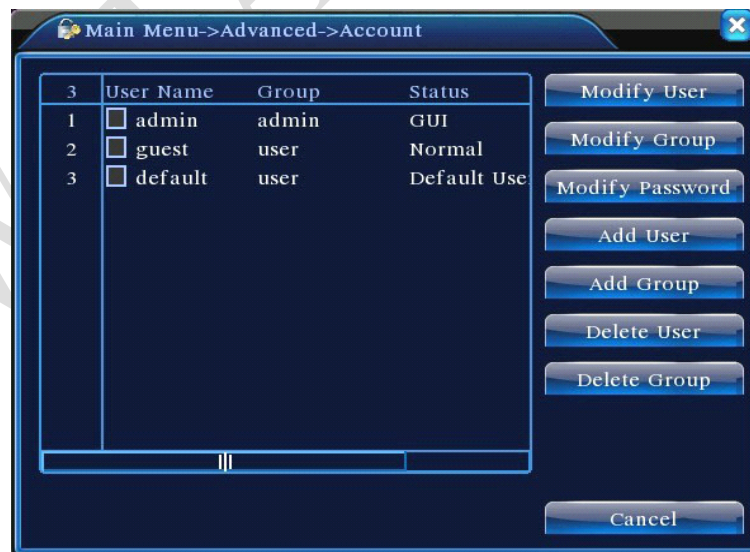 Main Menu->Advanced->Account
3 User Name Group Status
1 admin admin GUI
2 guest user Normal
3 default user Default Use
Modify User
Modify Group
Modify Password
Add User
Add Group
Delete User
Delete Group
Cancel